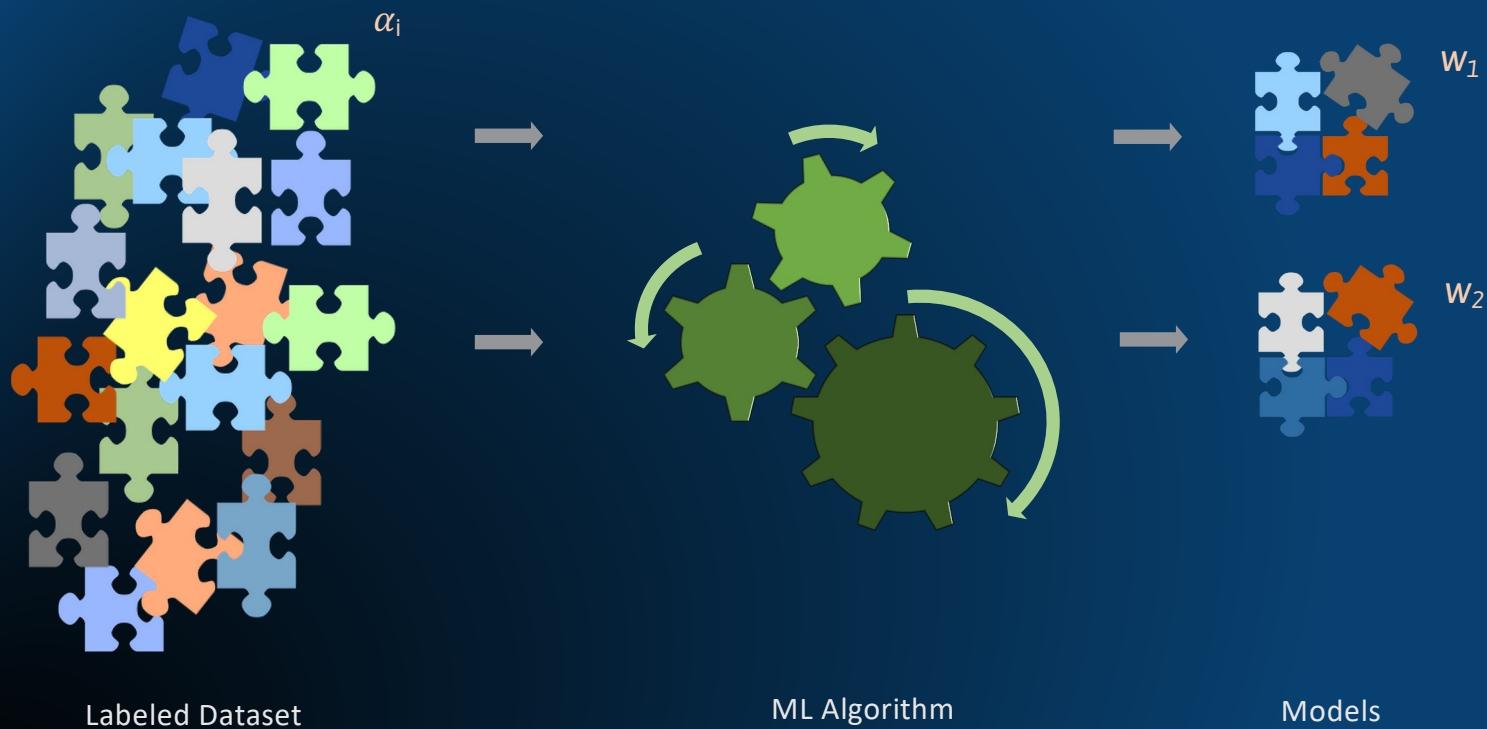 αᵢ
w₁
w₂
Labeled Dataset
ML Algorithm
Models